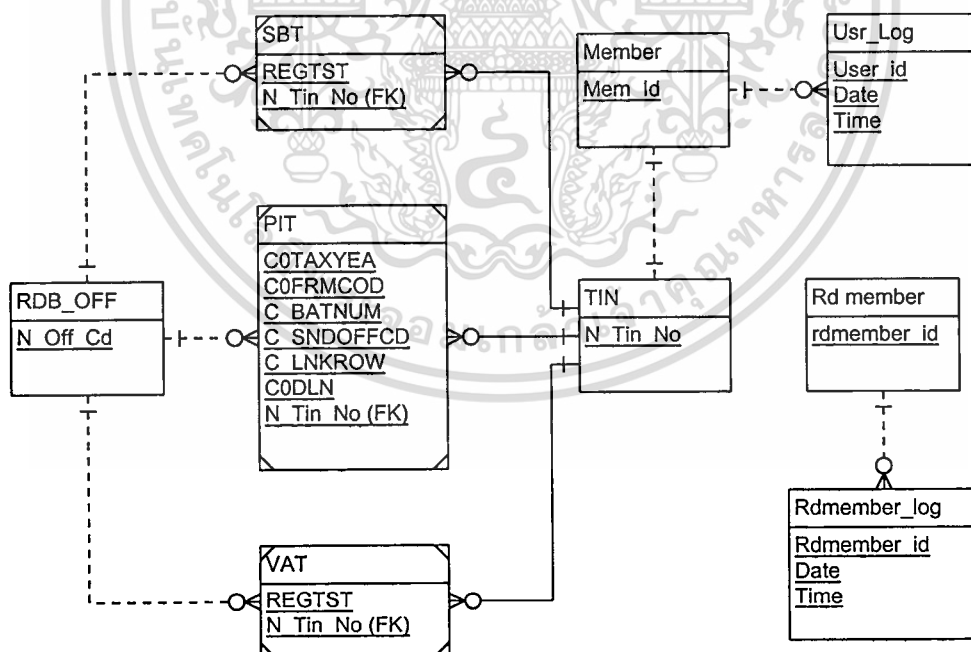 SBT
REGTST
N_Tin_No (FK)
Member
Mem_Id
Usr_Log
User_id
Date
Time
PIT
C0TAXYEA
C0FRMCOD
C_BATNUM
C_SNDOFFCD
C_LNKROW
C0DLN
N_Tin_No (FK)
RDB_OFF
N_Off_Cd
TIN
N_Tin_No
Rd member
rdmember_id
Rdmember_log
Rdmember_id
Date
Time
VAT
REGTST
N_Tin_No (FK)